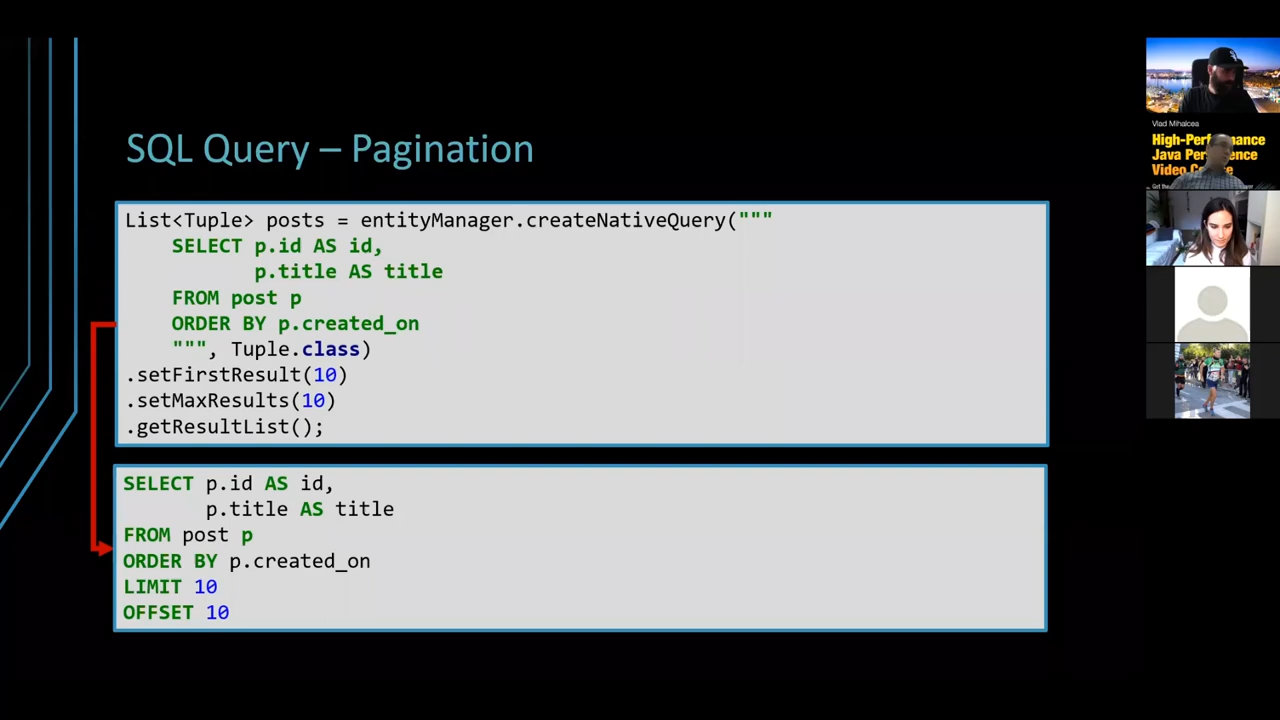 SQL Query – Pagination
List<Tuple> posts = entityManager.createNativeQuery("""
    SELECT p.id AS id,
           p.title AS title
    FROM post p
    ORDER BY p.created_on
    """, Tuple.class)
.setFirstResult(10)
.setMaxResults(10)
.getResultList();
SELECT p.id AS id,
       p.title AS title
FROM post p
ORDER BY p.created_on
LIMIT 10
OFFSET 10
Vlad Mihalcea
High-Performance
Java Persistence
Video Course
Get the